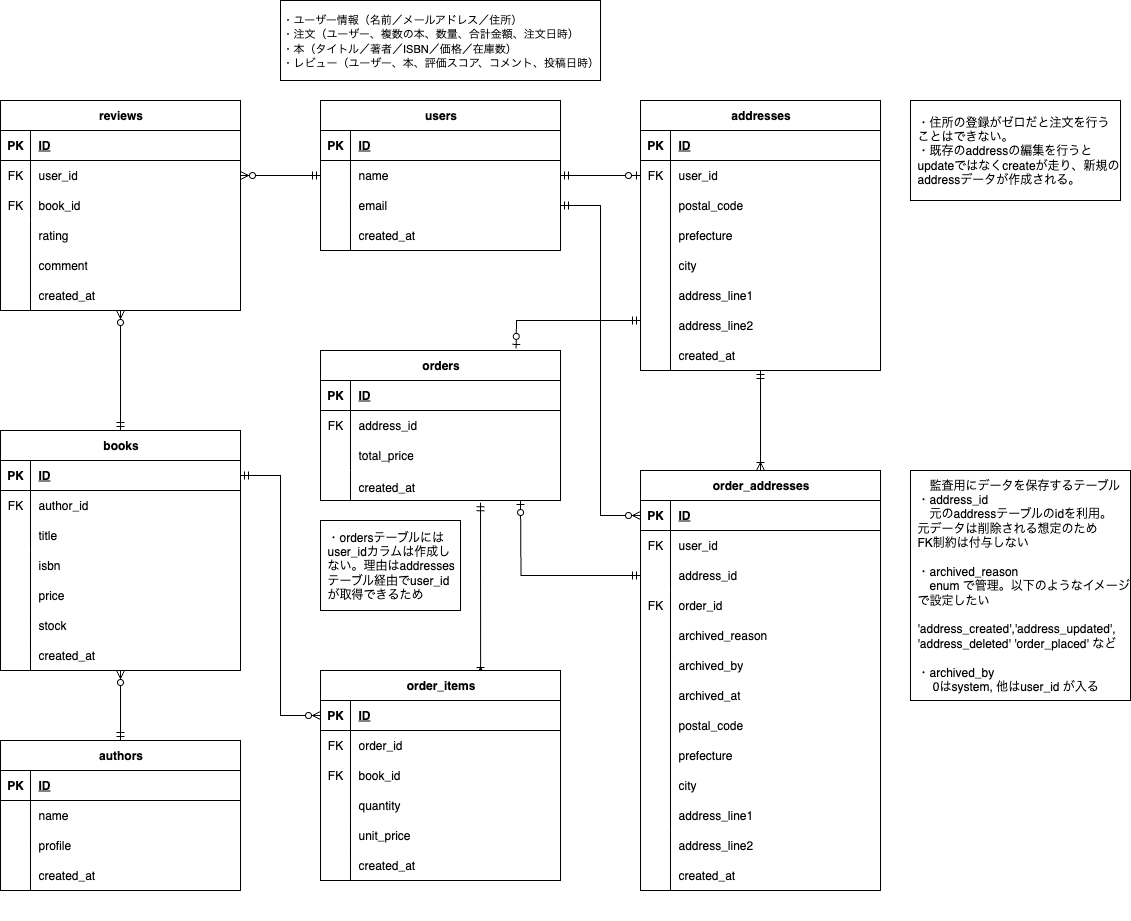 ・ユーザー情報（名前／メールアドレス／住所）
・注文（ユーザー、複数の本、数量、合計金額、注文日時）
・本（タイトル／著者／ISBN／価格／在庫数）
・レビュー（ユーザー、本、評価スコア、コメント、投稿日時）
reviews
PK ID
FK user_id
FK book_id
rating
comment
created_at
users
PK ID
name
email
created_at
addresses
PK ID
FK user_id
postal_code
prefecture
city
address_line1
address_line2
created_at
・住所の登録がゼロだと注文を行う
ことはできない。
・既存のaddressの編集を行うと
updateではなくcreateが走り、新規の
addressデータが作成される。
orders
PK ID
FK address_id
total_price
created_at
books
PK ID
FK author_id
title
isbn
price
stock
created_at
・ordersテーブルには
user_idカラムは作成し
ない。理由はaddresses
テーブル経由でuser_id
が取得できるため
order_addresses
PK ID
FK user_id
address_id
FK order_id
archived_reason
archived_by
archived_at
postal_code
prefecture
city
address_line1
address_line2
created_at
監査用にデータを保存するテーブル
・address_id
元のaddressテーブルのidを利用。
元データは削除される想定のため
FK制約は付与しない
・archived_reason
enum で管理。以下のようなイメージ
で設定したい
'address_created','address_updated',
'address_deleted' 'order_placed' など
・archived_by
0はsystem, 他はuser_id が入る
order_items
PK ID
FK order_id
FK book_id
quantity
unit_price
created_at
authors
PK ID
name
profile
created_at